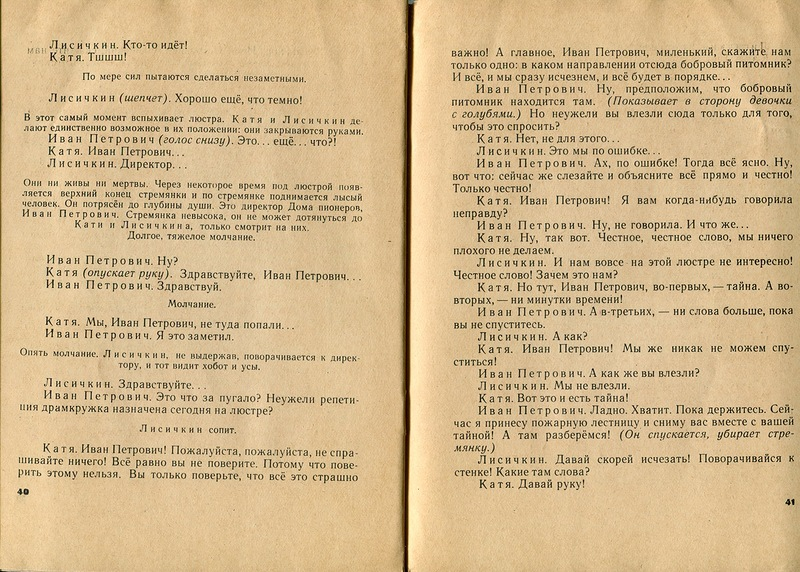 Лисичкин. Кто-то идёт!
Катя. Тшшш!
По мере сил пытаются сделаться незаметными.
Лисичкин (шепчет). Хорошо ещё, что темно!
В этот самый момент вспыхивает люстра. Катя и Лисичкин де-
лают единственно возможное в их положении: они закрываются руками.
Иван Петрович (голос снизу). Это... ещё... что?!
Катя. Иван Петрович...
Лисичкин. Директор...
Они ни живы ни мертвы. Через некоторое время под люстрой появ-
ляется верхний конец стремянки и по стремянке поднимается лысый
человек. Он потрясён до глубины души. Это директор Дома пионеров,
Иван Петрович. Стремянка невысока, он не может дотянуться до
Кати и Лисичкина, только смотрит на них.
Долгое, тяжелое молчание.
Иван Петрович. Ну?
Катя (опускает руку). Здравствуйте, Иван Петрович...
Иван Петрович. Здравствуй.
Молчание.
Катя. Мы, Иван Петрович, не туда попали...
Иван Петрович. Я это заметил.
Опять молчание. Лисичкин, не выдержав, поворачивается к дирек-
тору, и тот видит хобот и усы.
Лисичкин. Здравствуйте...
Иван Петрович. Это что за пугало? Неужели репети-
ция драмкружка назначена сегодня на люстре?
Лисичкин сопит.
Катя. Иван Петрович! Пожалуйста, пожалуйста, не спра-
шивайте ничего! Всё равно вы не поверите. Потому что пове-
рить этому нельзя. Вы только поверьте, что всё это страшно
40
важно! А главное, Иван Петрович, миленький, скажите нам
только одно: в каком направлении отсюда бобровый питомник?
И всё, и мы сразу исчезнем, и всё будет в порядке...
Иван Петрович. Ну, предположим, что бобровый
питомник находится там. (Показывает в сторону девочки
с голубями.) Но неужели вы влезли сюда только для того,
чтобы это спросить?
Катя. Нет, не для этого...
Лисичкин. Это мы по ошибке...
Иван Петрович. Ах, по ошибке! Тогда всё ясно. Ну,
вот что: сейчас же слезайте и объясните всё прямо и честно!
Только честно!
Катя. Иван Петрович! Я вам когда-нибудь говорила
неправду?
Иван Петрович. Ну, не говорила. И что же...
Катя. Ну, так вот. Честное, честное слово, мы ничего
плохого не делаем.
Лисичкин. И нам вовсе на этой люстре не интересно!
Честное слово! Зачем это нам?
Катя. Но тут, Иван Петрович, во-первых, — тайна. А во-
вторых, — ни минутки времени!
Иван Петрович. А в-третьих, — ни слова больше, пока
вы не спуститесь.
Лисичкин. А как?
Катя. Иван Петрович! Мы же никак не можем спу-
ститься!
Иван Петрович. А как же вы влезли?
Лисичкин. Мы не влезли.
Катя. Вот это и есть тайна!
Иван Петрович. Ладно. Хватит. Пока держитесь. Сей-
час я принесу пожарную лестницу и сниму вас вместе с вашей
тайной! А там разберёмся! (Он спускается, убирает стре-
мянку.)
Лисичкин. Давай скорей исчезать! Поворачивайся к
стенке! Какие там слова?
Катя. Давай руку!
41